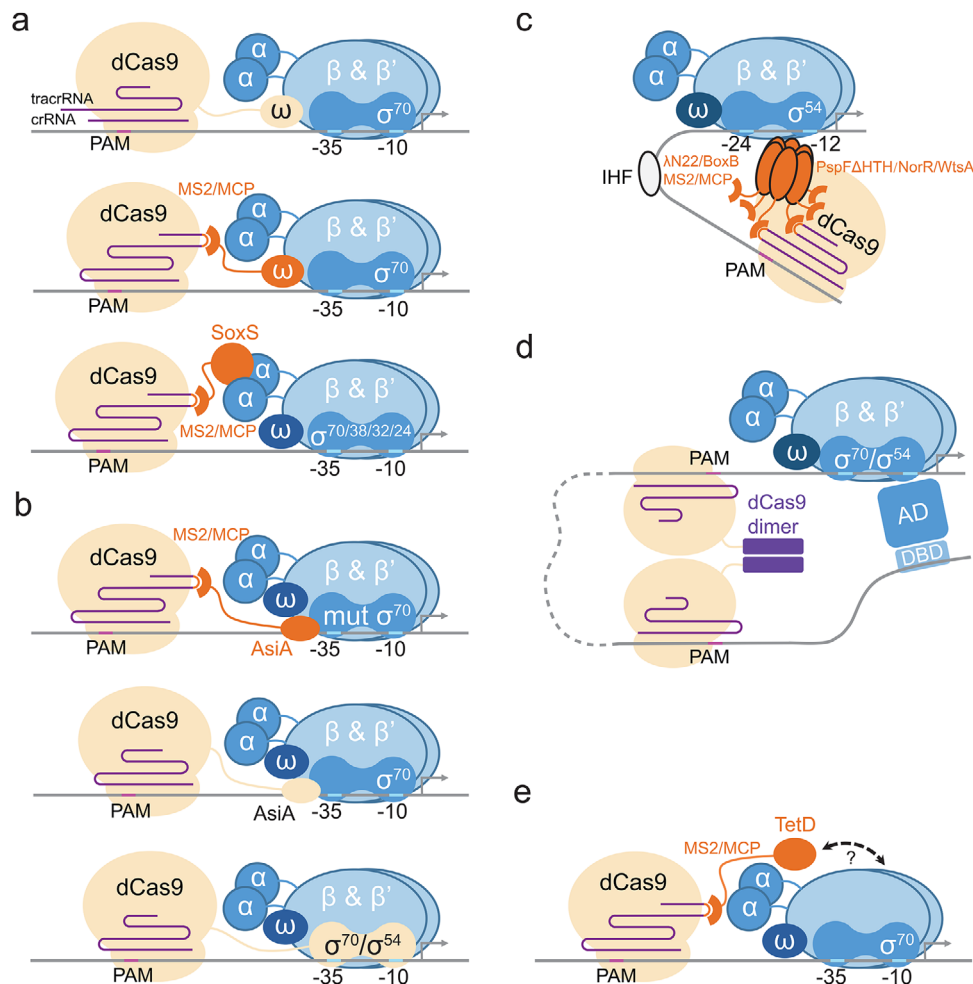 a
dCas9
α
α
β & β'
tracrRNA
crRNA
ω
σ70
PAM
-35
-10
MS2/MCP
dCas9
α
α
β & β'
ω
σ70
PAM
-35
-10
SoxS
dCas9
α
α
β & β'
MS2/MCP
ω
σ70/38/32/24
PAM
-35
-10
b
MS2/MCP
dCas9
α
α
β & β'
ω
mut σ70
PAM
AsiA
-35
-10
dCas9
α
α
β & β'
ω
σ70
PAM
AsiA
-35
-10
dCas9
α
α
β & β'
ω
σ70/σ54
PAM
-35
-10
c
α
α
β & β'
ω
σ54
-24
-12
IHF
λN22/BoxB
MS2/MCP
PspFΔHTH/NorR/WtsA
dCas9
PAM
d
α
α
β & β'
PAM
ω
σ70/σ54
dCas9
dimer
AD
DBD
PAM
e
TetD
MS2/MCP
?
dCas9
α
α
β & β'
ω
σ70
PAM
-35
-10